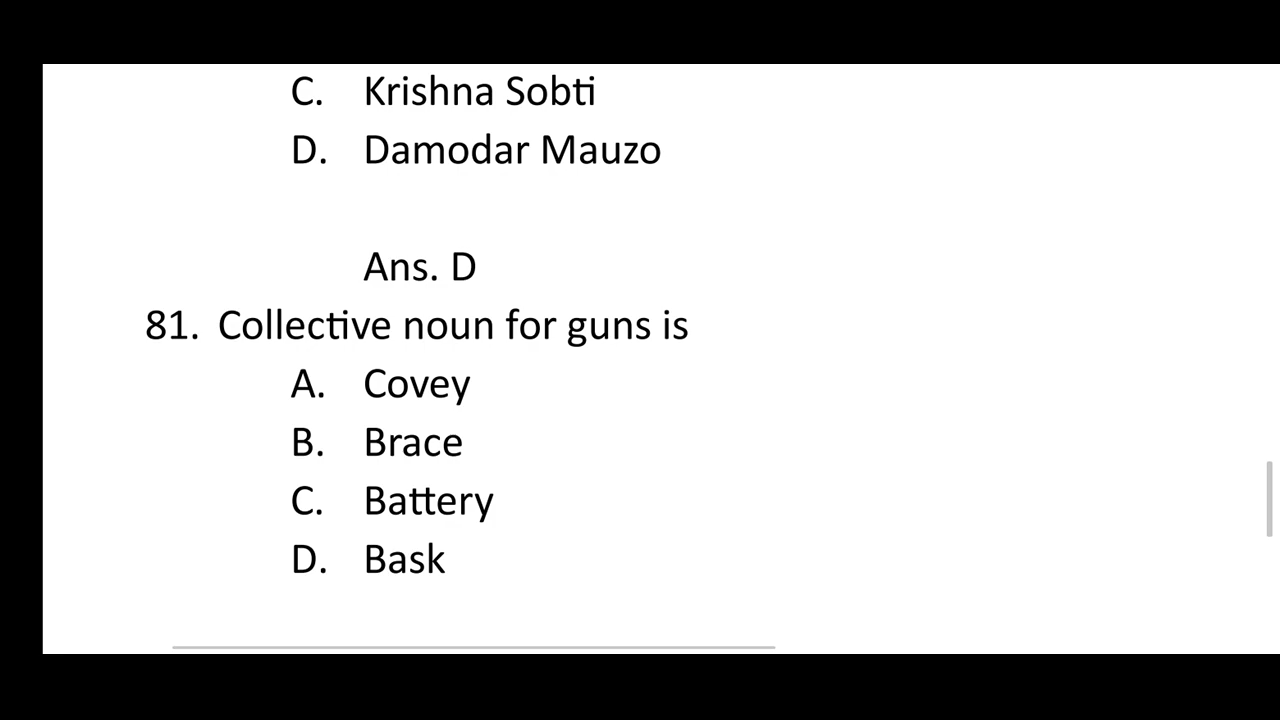 C. Krishna Sobti
D. Damodar Mauzo
Ans. D
81. Collective noun for guns is
A. Covey
B. Brace
C. Battery
D. Bask